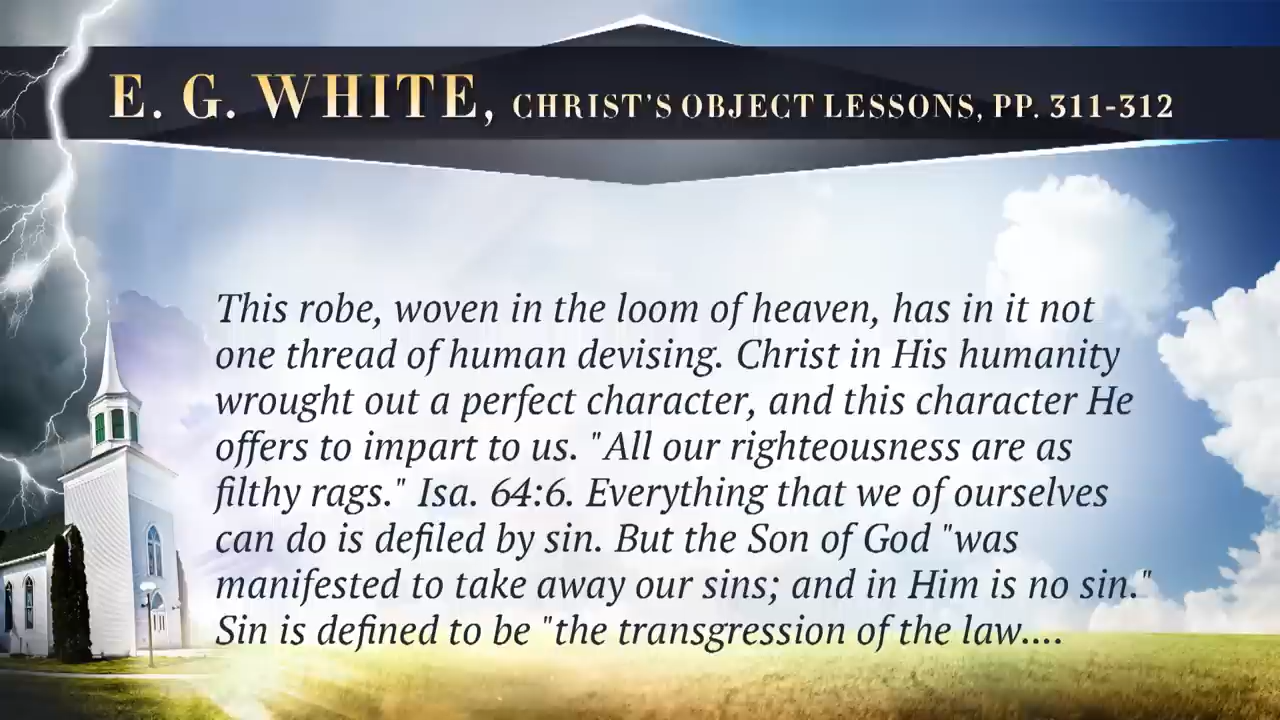 E. G. WHITE, CHRIST'S OBJECT LESSONS, PP. 311-312
This robe, woven in the loom of heaven, has in it not
one thread of human devising. Christ in His humanity
wrought out a perfect character, and this character He
offers to impart to us. "All our righteousness are as
filthy rags." Isa. 64:6. Everything that we of ourselves
can do is defiled by sin. But the Son of God "was
manifested to take away our sins; and in Him is no sin."
Sin is defined to be "the transgression of the law....